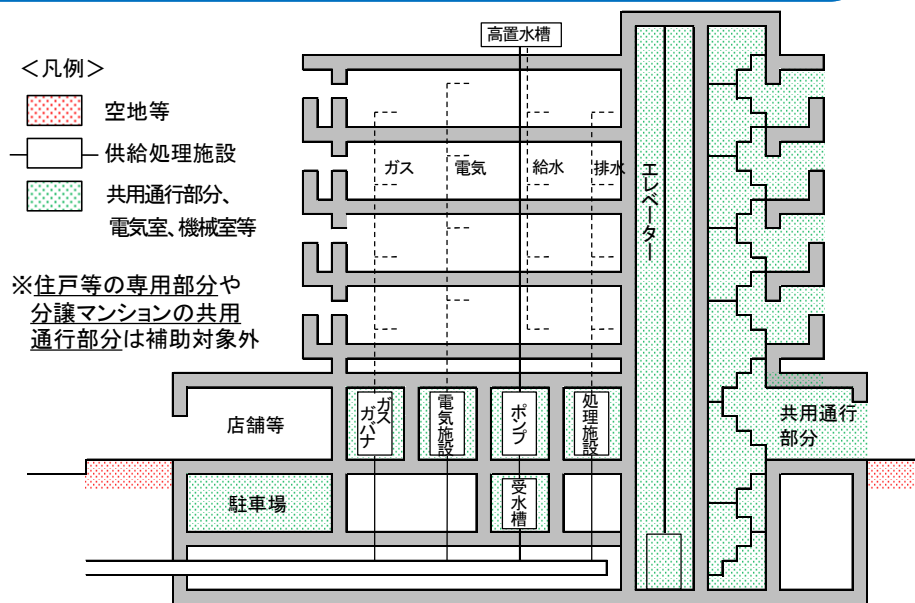 高置水槽
<凡例>
空地等
供給処理施設
共用通行部分、
電気室、機械室等
※住戸等の専用部分や
分譲マンションの共用
通行部分は補助対象外
ガス
電気
給水
排水
エレベーター
店舗等
ガス
ガバナ
電気施設
ポンプ
処理施設
共用通行
部分
駐車場
受水槽